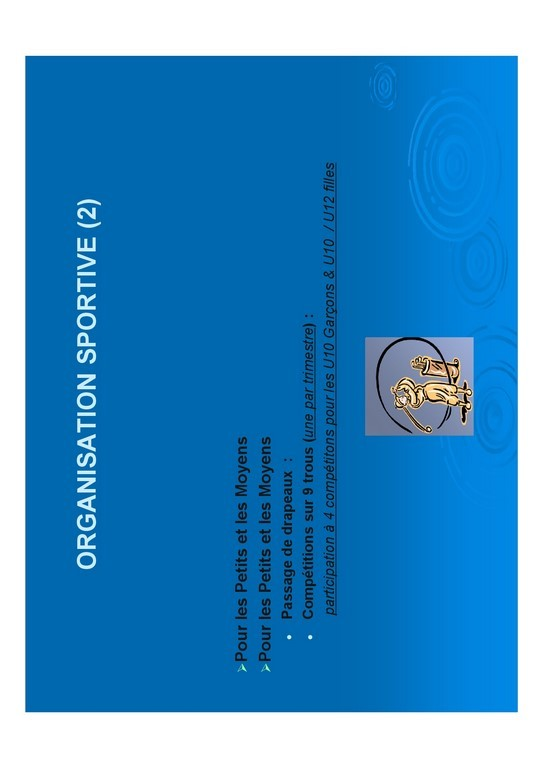 ORGANISATION SPORTIVE (2)
➢Pour les Petits et les Moyens
➢Pour les Petits et les Moyens
• Passage de drapeaux :
• Compétitions sur 9 trous (une par trimestre) :
participation à 4 compétitons pour les U10 Garçons & U10 / U12 filles